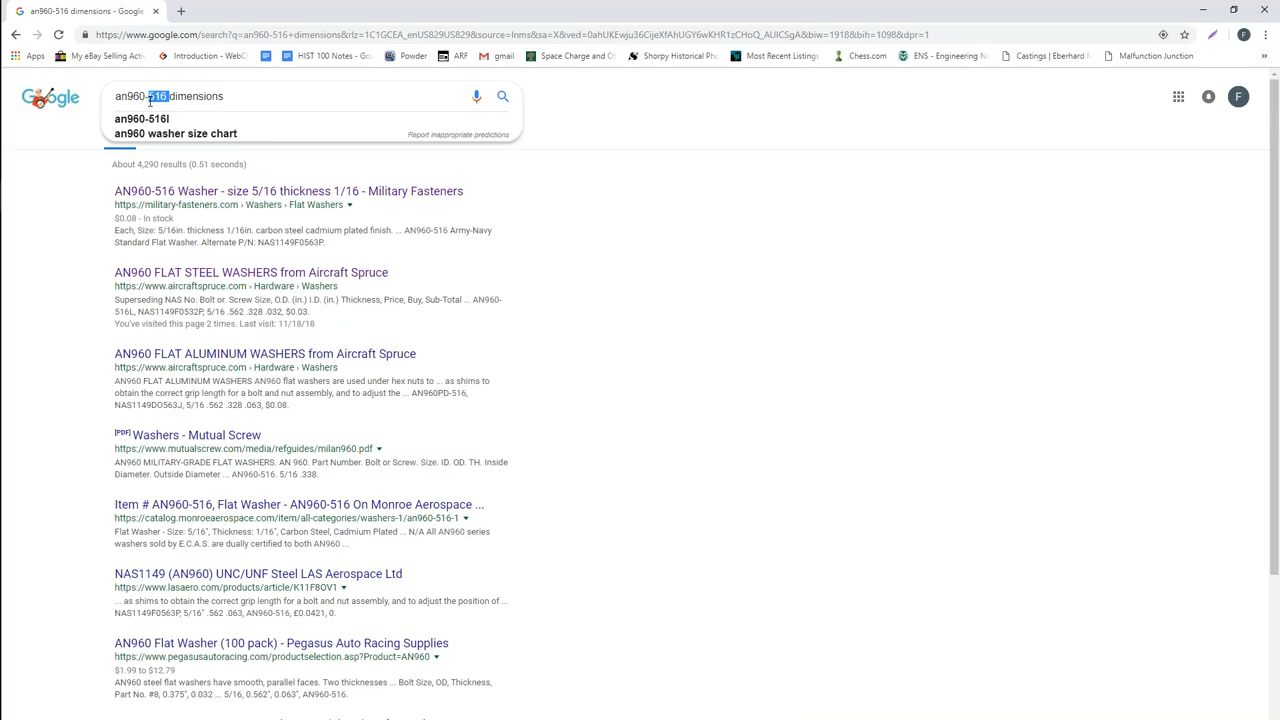 an960-516 dimensions - Google
https://www.google.com/search?q=an960-516+dimensions&rlz=1C1GCEA_enUS829US829&source=lnms&sa=X&ved=0ahUKEwju36CijeXfAhUGY6wKHR1zCHoQ_AUICSgA&biw=1918&bih=1098&dpr=1
Apps
My eBay Selling Activ
Introduction - WebC
HIST 100 Notes - Goo
Powder
ARF
gmail
Space Charge and Os
Shorpy Historical Pho
Most Recent Listings
Chess.com
ENS - Engineering Ne
Castings | Eberhard M
Malfunction Junction
Google
an960-516 dimensions
F
an960-516l
an960 washer size chart
Report inappropriate predictions
About 4,290 results (0.51 seconds)
AN960-516 Washer - size 5/16 thickness 1/16 - Military Fasteners
https://military-fasteners.com › Washers › Flat Washers
$0.08 - In stock
Each, Size: 5/16in. thickness 1/16in. carbon steel cadmium plated finish. ... AN960-516 Army-Navy
Standard Flat Washer. Alternate P/N: NAS1149F0563P.
AN960 FLAT STEEL WASHERS from Aircraft Spruce
https://www.aircraftspruce.com › Hardware › Washers
Superseding NAS No. Bolt or. Screw Size, O.D. (in.) I.D. (in.) Thickness, Price, Buy, Sub-Total ... AN960-
516L, NAS1149F0532P, 5/16 .562 .328 .032, $0.03.
You've visited this page 2 times. Last visit: 11/18/18
AN960 FLAT ALUMINUM WASHERS from Aircraft Spruce
https://www.aircraftspruce.com › Hardware › Washers
AN960 FLAT ALUMINUM WASHERS AN960 flat washers are used under hex nuts to ... as shims to
obtain the correct grip length for a bolt and nut assembly, and to adjust the ... AN960PD-516,
NAS1149DO563J, 5/16 .562 .328 .063, $0.08.
[PDF] Washers - Mutual Screw
https://www.mutualscrew.com/media/refguides/milan960.pdf
AN960 MILITARY-GRADE FLAT WASHERS. AN 960. Part Number. Bolt or Screw. Size. ID. OD. TH. Inside
Diameter. Outside Diameter ... AN960-516. 5/16 .338.
Item # AN960-516, Flat Washer - AN960-516 On Monroe Aerospace ...
https://catalog.monroeaerospace.com/item/all-categories/washers-1/an960-516-1
Flat Washer - Size: 5/16", Thickness: 1/16", Carbon Steel, Cadmium Plated ... N/A All AN960 series
washers sold by E.C.A.S. are dually certified to both AN960 ...
NAS1149 (AN960) UNC/UNF Steel LAS Aerospace Ltd
https://www.lasaero.com/products/article/K11F8OV1
... as shims to obtain the correct grip length for a bolt and nut assembly, and to adjust the position of ...
NAS1149F0563P, 5/16" .562 .063, AN960-516, £0.0421, 0.
AN960 Flat Washer (100 pack) - Pegasus Auto Racing Supplies
https://www.pegasusautoracing.com/productselection.asp?Product=AN960
$1.99 to $12.79
AN960 steel flat washers have smooth, parallel faces. Two thicknesses ... Bolt Size, OD, Thickness,
Part No. #8, 0.375", 0.032 ... 5/16, 0.562", 0.063", AN960-516.